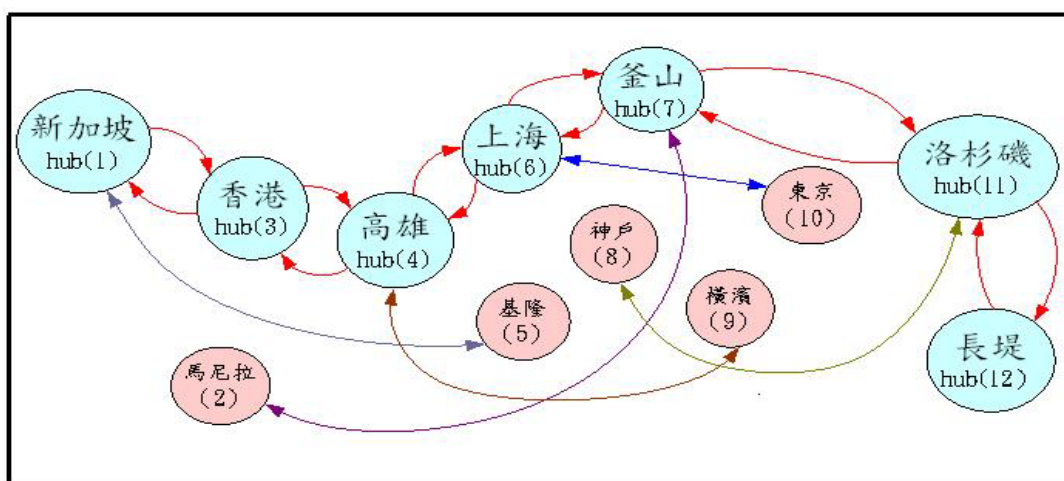 新加坡
hub(1)
香港
hub(3)
高雄
hub(4)
上海
hub(6)
釜山
hub(7)
洛杉磯
hub(11)
長堤
hub(12)
東京
(10)
神戶
(8)
橫濱
(9)
基隆
(5)
馬尼拉
(2)